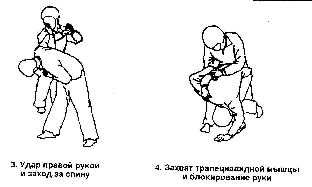 3. Удар правой рукой
и заход за спину
4. Захват трапециевидной мышцы
и блокирование руки